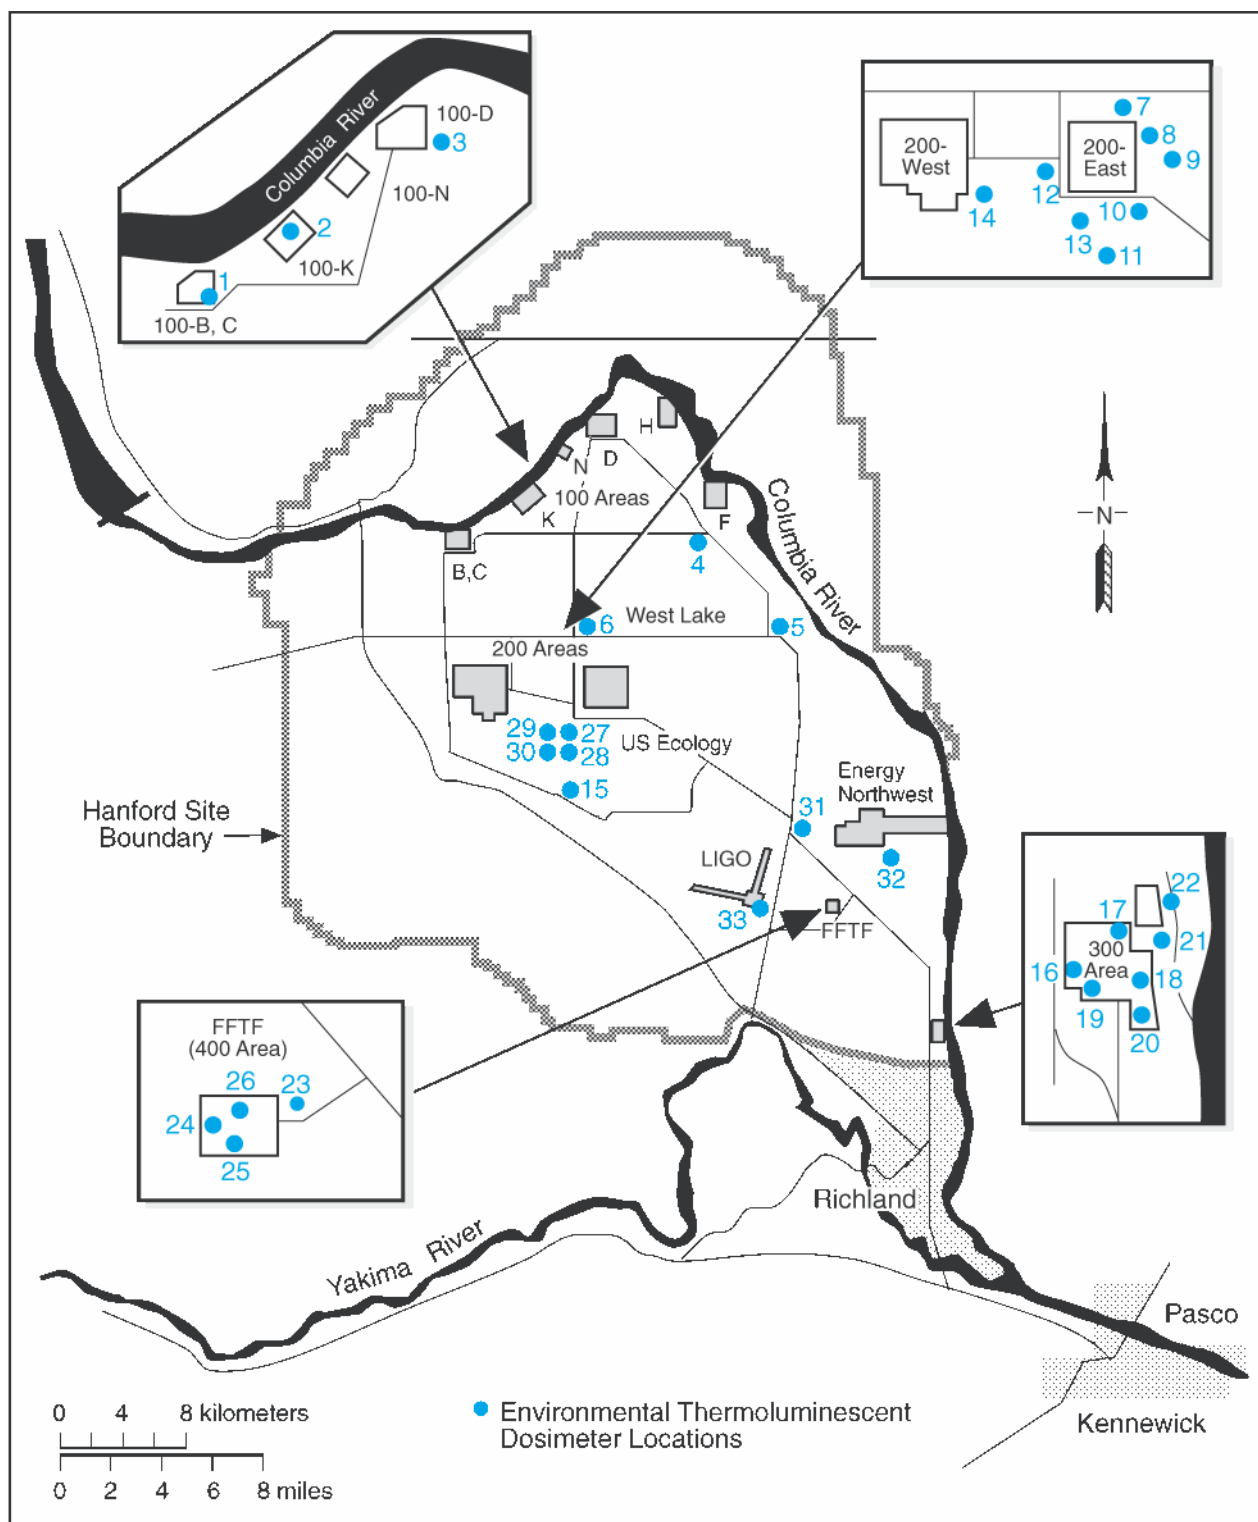 Columbia River
100-D
3
100-N
2
100-K
1
100-B, C
7
8
9
200-
West
200-
East
12
14
10
13
11
H
D
N
100 Areas
K
F
B,C
4
Columbia River
N
West Lake
6
5
200 Areas
29
27
30
28
US Ecology
15
Energy
Northwest
31
32
Hanford Site
Boundary
LIGO
33
FFTF
22
17
21
300
Area
16
18
19
20
FFTF
(400 Area)
26
23
24
25
Richland
Yakima River
Pasco
Kennewick
0 4 8 kilometers
0 2 4 6 8 miles
Environmental Thermoluminescent
Dosimeter Locations